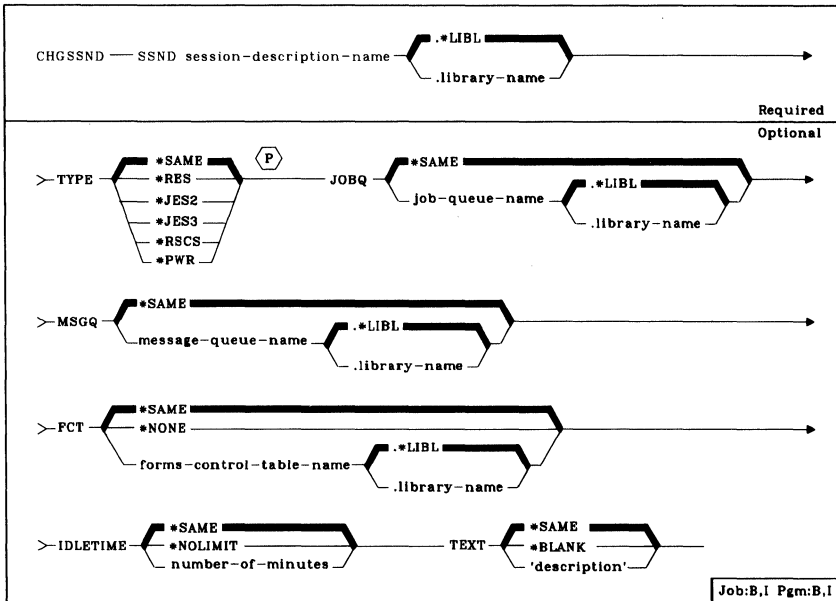 .*LIBL
CHGSSND SSND session-description-name
.library-name
Required
Optional
*SAME P *SAME
TYPE *RES JOBQ .*LIBL
*JES2 job-queue-name
*JES3 .library-name
*RSCS
*PWR
*SAME
MSGQ .*LIBL
message-queue-name
.library-name
*SAME
FCT *NONE
.*LIBL
forms-control-table-name
.library-name
*SAME *SAME
IDLETIME *NOLIMIT TEXT *BLANK
number-of-minutes 'description'
Job:B,I Pgm:B,I